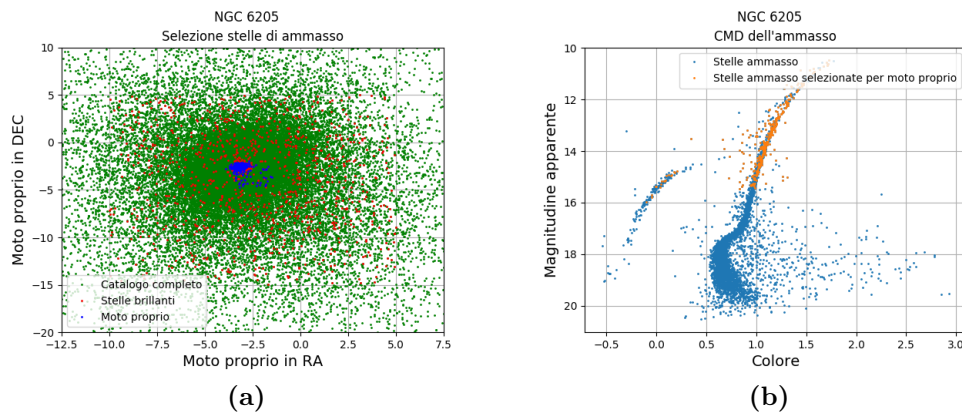 NGC 6205
Selezione stelle di ammasso
10
5
0
−5
−10
−15
−20
Moto proprio in DEC
Catalogo completo
Stelle brillanti
Moto proprio
−12.5 −10.0 −7.5 −5.0 −2.5 0.0 2.5 5.0 7.5
Moto proprio in RA
(a)
NGC 6205
CMD dell'ammasso
10
12
14
16
18
20
Magnitudine apparente
Stelle ammasso
Stelle ammasso selezionate per moto proprio
−0.5 0.0 0.5 1.0 1.5 2.0 2.5 3.0
Colore
(b)